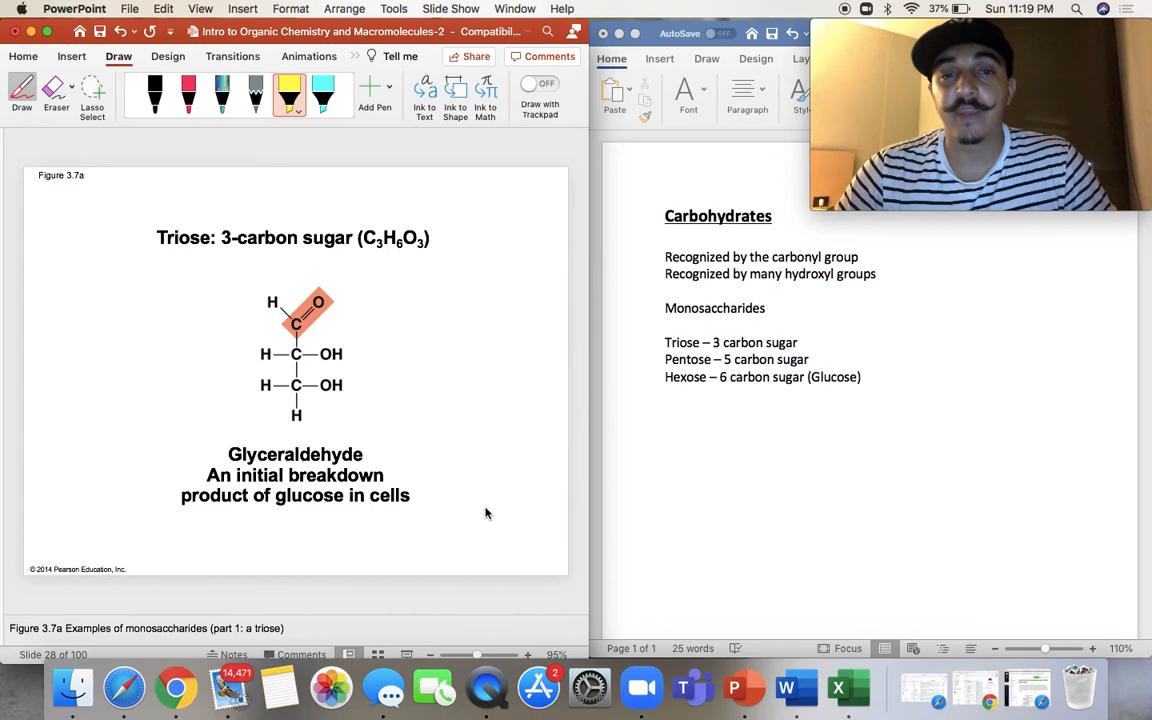 PowerPoint File Edit View Insert Format Arrange Tools Slide Show Window Help 37% Sun 11:19 PM
Intro to Organic Chemistry and Macromolecules-2 - Compatibil...
Home Insert Draw Design Transitions Animations >> Tell me Share Comments
Draw
Eraser
Lasso
Select
Add Pen
Ink to
Text
Ink to
Shape
Ink to
Math
OFF
Draw with
Trackpad
Figure 3.7a
Triose: 3-carbon sugar (C₃H₆O₃)
H O
C
H—C—OH
H—C—OH
H
Glyceraldehyde
An initial breakdown
product of glucose in cells
© 2014 Pearson Education, Inc.
Figure 3.7a Examples of monosaccharides (part 1: a triose)
Slide 28 of 100 Notes Comments 95%
AutoSave OFF
Home Insert Draw Design Lay
Paste
Font
Paragraph
Styl
Carbohydrates
Recognized by the carbonyl group
Recognized by many hydroxyl groups
Monosaccharides
Triose – 3 carbon sugar
Pentose – 5 carbon sugar
Hexose – 6 carbon sugar (Glucose)
Page 1 of 1 25 words Focus 110%
14,471
2